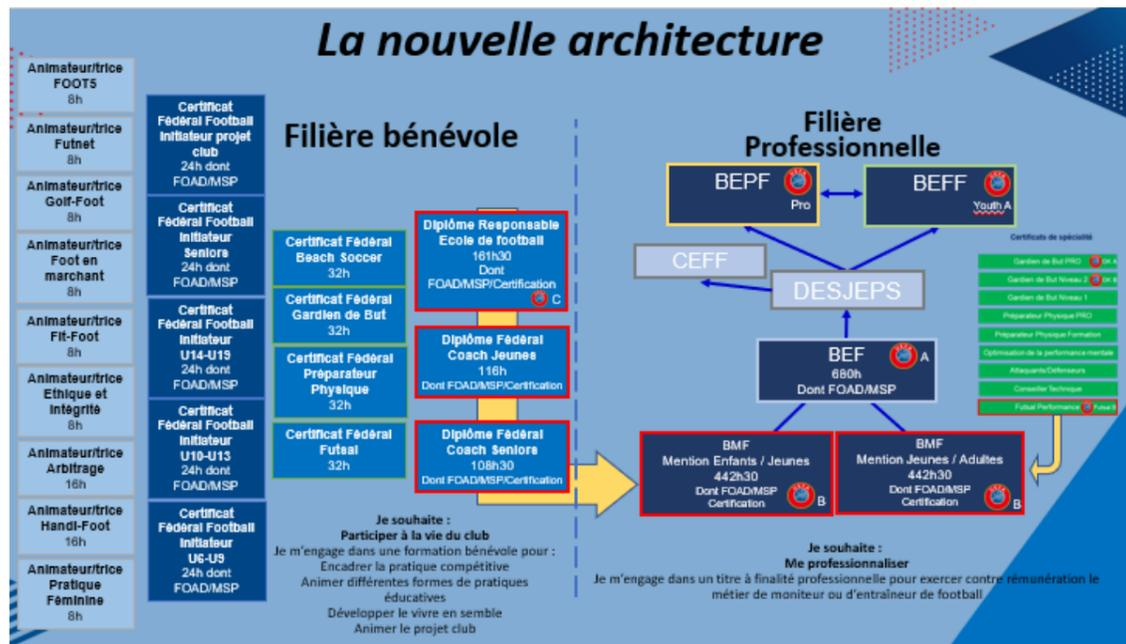 La nouvelle architecture
Animateur/trice
FOOT5
8h
Animateur/trice
Futnet
8h
Animateur/trice
Golf-Foot
8h
Animateur/trice
Foot en
marchant
8h
Animateur/trice
Fit-Foot
8h
Animateur/trice
Ethique et
intégrité
8h
Animateur/trice
Arbitrage
16h
Animateur/trice
Handi-Foot
16h
Animateur/trice
Pratique
Féminine
8h
Certificat
Fédéral Football
Initiateur projet
club
24h dont
FOAD/MSP
Certificat
Fédéral Football
Initiateur
Seniors
24h dont
FOAD/MSP
Certificat
Fédéral Football
Initiateur
U14-U19
24h dont
FOAD/MSP
Certificat
Fédéral Football
Initiateur
U10-U13
24h dont
FOAD/MSP
Certificat
Fédéral Football
Initiateur
U6-U9
24h dont
FOAD/MSP
Filière bénévole
Certificat Fédéral
Beach Soccer
32h
Certificat Fédéral
Gardien de But
32h
Certificat Fédéral
Préparateur
Physique
32h
Certificat Fédéral
Futsal
32h
Diplôme Responsable
Ecole de football
161h30
Dont
FOAD/MSP/Certification
UEFA C
Diplôme Fédéral
Coach Jeunes
116h
Dont FOAD/MSP/Certification
Diplôme Fédéral
Coach Seniors
108h30
Dont FOAD/MSP/Certification
Je souhaite :
Participer à la vie du club
Je m'engage dans une formation bénévole pour :
Encadrer la pratique compétitive
Animer différentes formes de pratiques
éducatives
Développer le vivre en semble
Animer le projet club
Filière
Professionnelle
BEPF UEFA
Pro
BEFF UEFA
Youth A
CEFF
DESJEPS
BEF UEFA A
680h
Dont FOAD/MSP
BMF
Mention Enfants / Jeunes
442h30
Dont FOAD/MSP
Certification
UEFA B
BMF
Mention Jeunes / Adultes
442h30
Dont FOAD/MSP
Certification
UEFA B
Certificats de spécialité
Gardien de But PRO GK A
Gardien de But Niveau 2 GK B
Gardien de But Niveau 1
Préparateur Physique PRO
Préparateur Physique Formation
Optimisation de la performance mentale
Attaquants/Défenseurs
Conseiller Technique
Futsal Performance Futsal B
Je souhaite :
Me professionnaliser
Je m'engage dans un titre à finalité professionnelle pour exercer contre rémunération le
métier de moniteur ou d'entraîneur de football